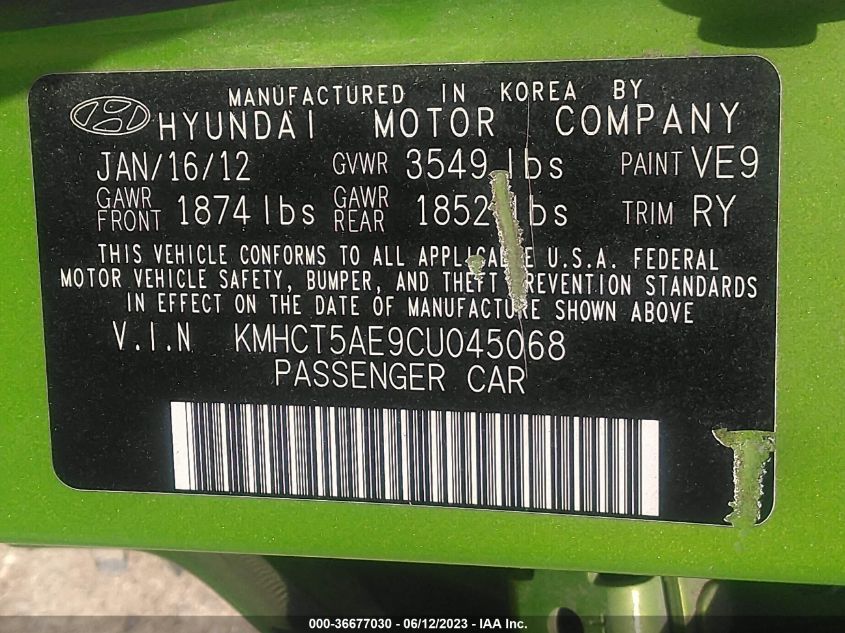 MANUFACTURED IN KOREA BY
HYUNDAI MOTOR COMPANY
JAN/16/12 GVWR 3549 lbs PAINT VE9
GAWR FRONT 1874 lbs GAWR REAR 1852 lbs TRIM RY
THIS VEHICLE CONFORMS TO ALL APPLICABLE U.S.A. FEDERAL
MOTOR VEHICLE SAFETY, BUMPER, AND THEFT PREVENTION STANDARDS
IN EFFECT ON THE DATE OF MANUFACTURE SHOWN ABOVE
V.I.N KMHCT5AE9CU045068
PASSENGER CAR
000-36677030 - 06/12/2023 - IAA Inc.